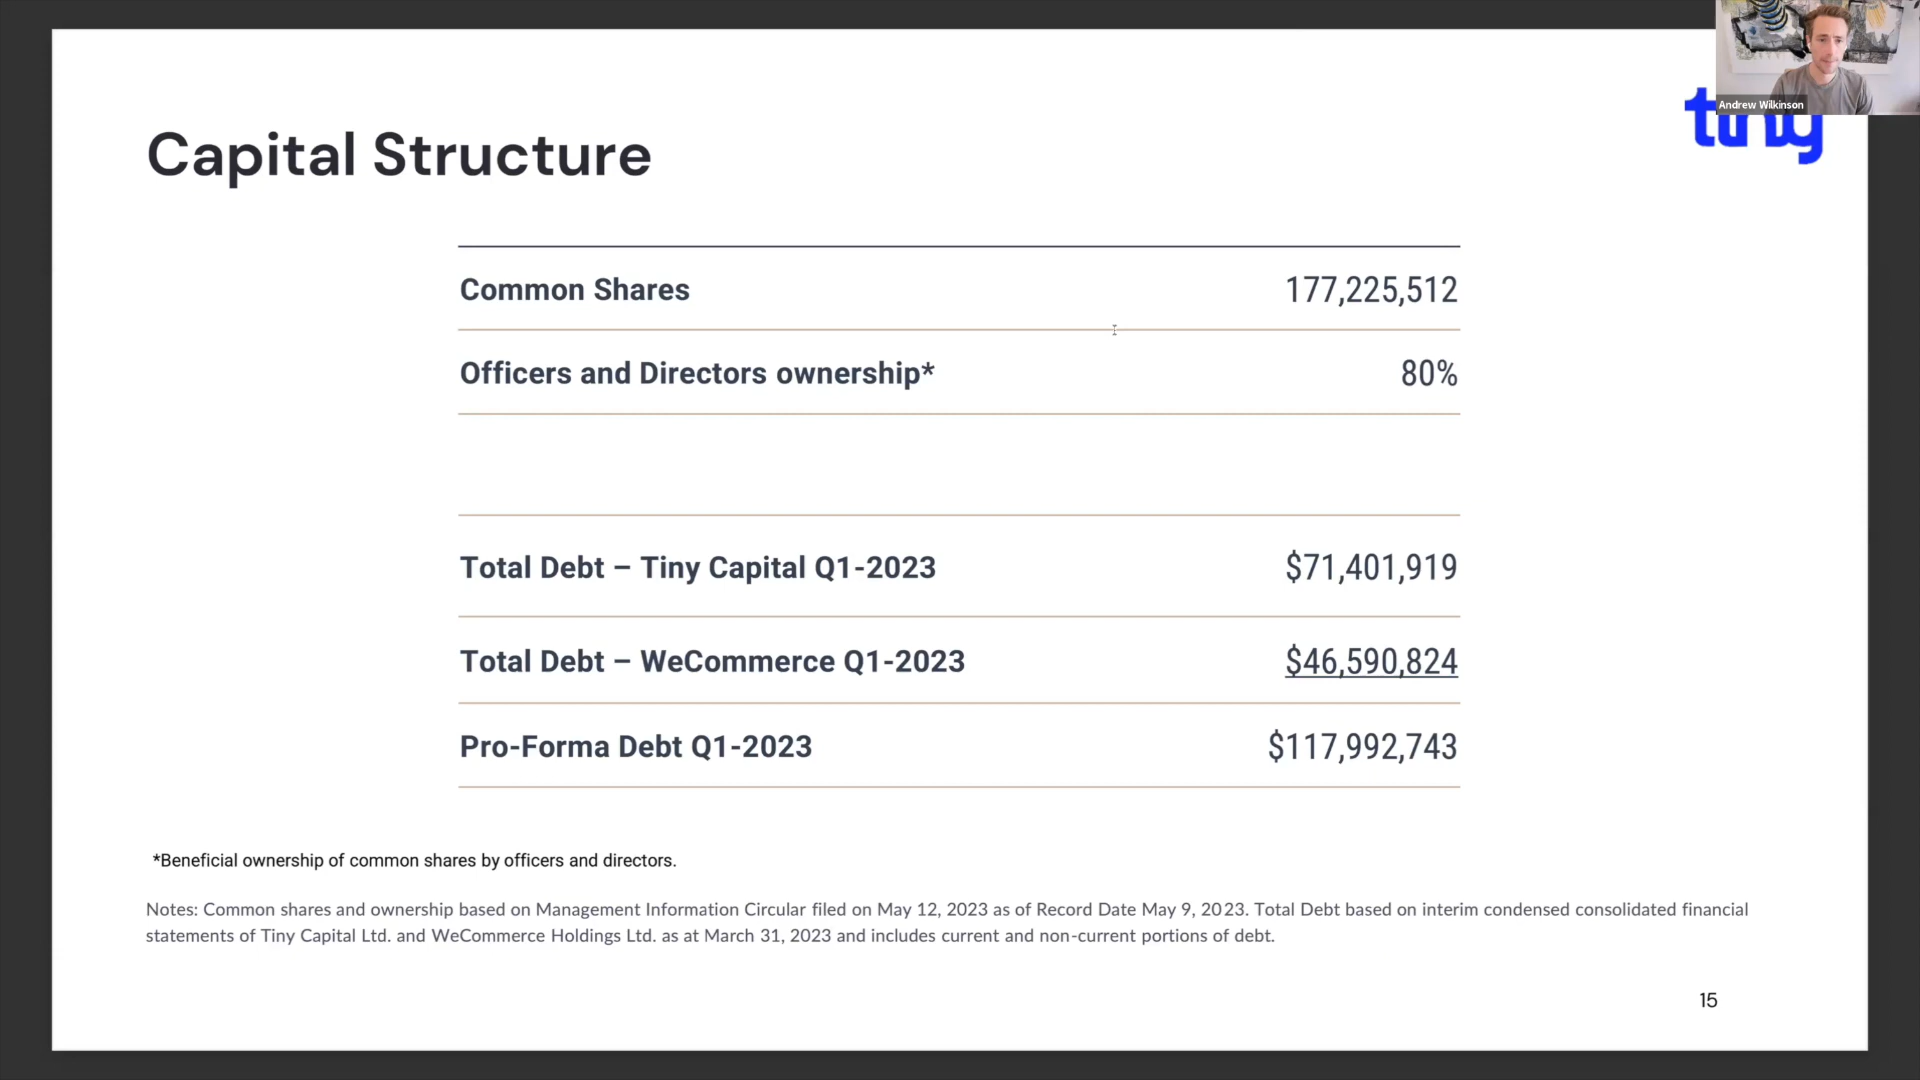 Andrew Wilkinson
tiny
Capital Structure
Common Shares 177,225,512
Officers and Directors ownership* 80%
Total Debt – Tiny Capital Q1-2023 $71,401,919
Total Debt – WeCommerce Q1-2023 $46,590,824
Pro-Forma Debt Q1-2023 $117,992,743
*Beneficial ownership of common shares by officers and directors.
Notes: Common shares and ownership based on Management Information Circular filed on May 12, 2023 as of Record Date May 9, 2023. Total Debt based on interim condensed consolidated financial
statements of Tiny Capital Ltd. and WeCommerce Holdings Ltd. as at March 31, 2023 and includes current and non-current portions of debt.
15